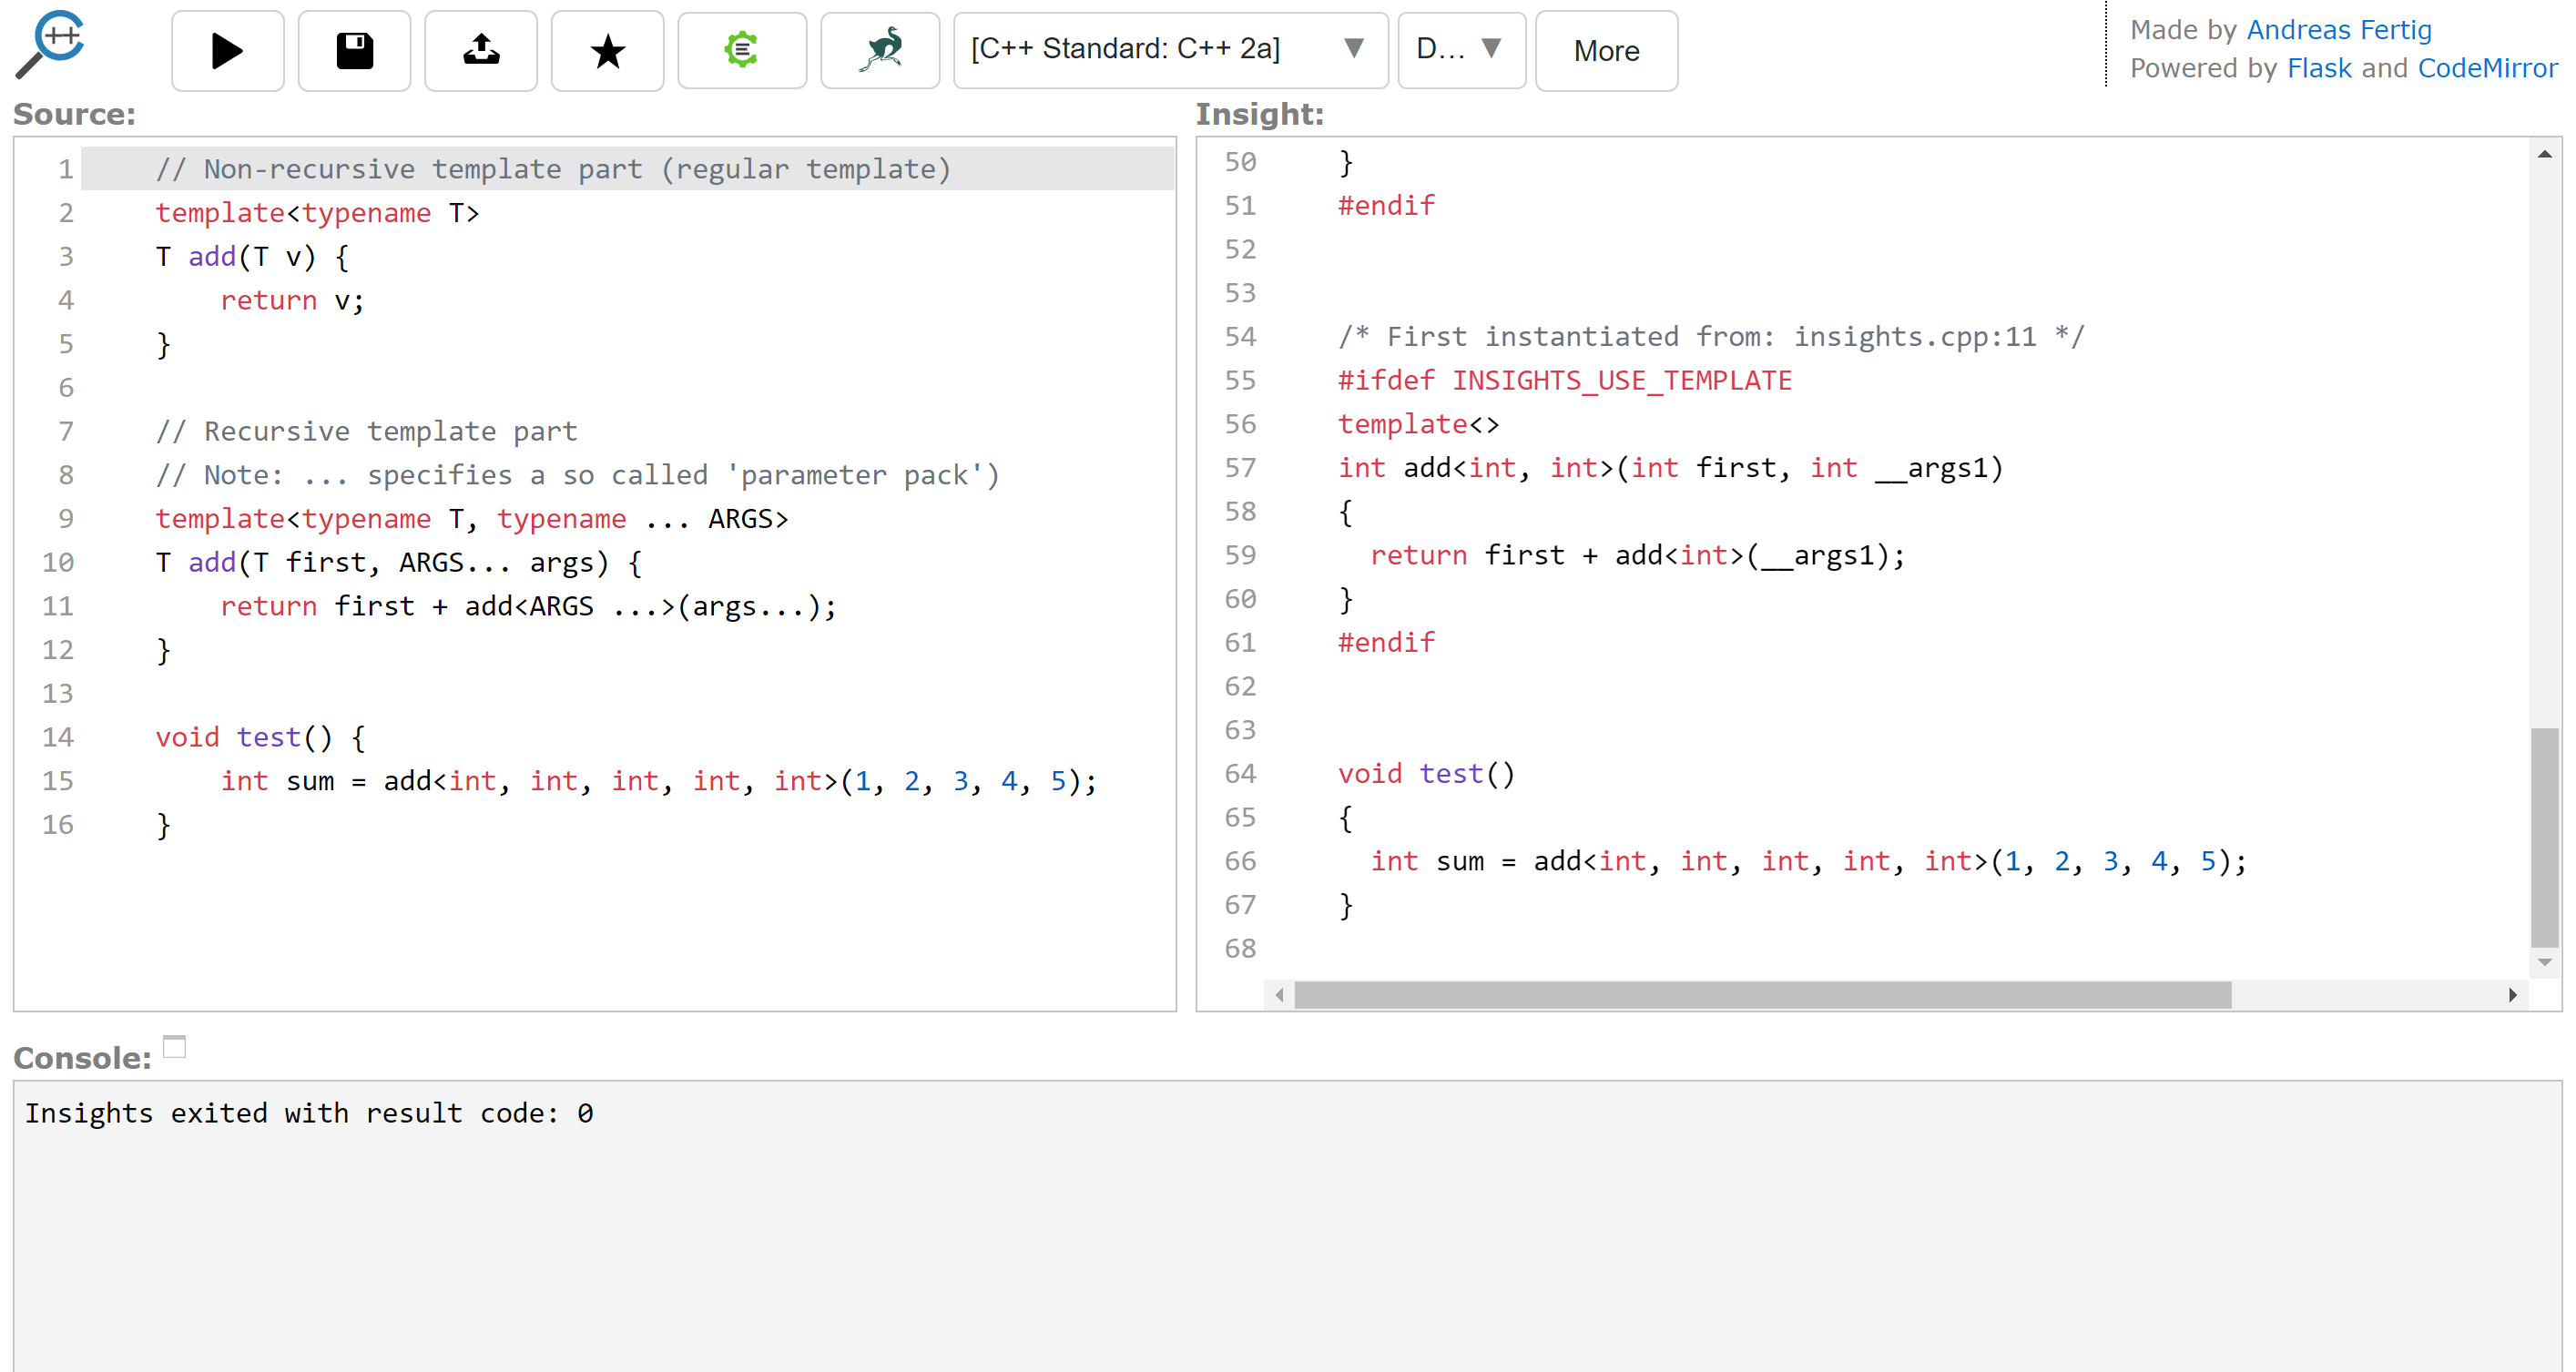 [C++ Standard: C++ 2a] ▼
D... ▼
More
Made by Andreas Fertig
Powered by Flask and CodeMirror
Source:
1 // Non-recursive template part (regular template)
2 template<typename T>
3 T add(T v) {
4     return v;
5 }
6
7 // Recursive template part
8 // Note: ... specifies a so called 'parameter pack')
9 template<typename T, typename ... ARGS>
10 T add(T first, ARGS... args) {
11     return first + add<ARGS ...>(args...);
12 }
13
14 void test() {
15     int sum = add<int, int, int, int, int>(1, 2, 3, 4, 5);
16 }
Insight:
50 }
51 #endif
52
53
54 /* First instantiated from: insights.cpp:11 */
55 #ifdef INSIGHTS_USE_TEMPLATE
56 template<>
57 int add<int, int>(int first, int __args1)
58 {
59   return first + add<int>(__args1);
60 }
61 #endif
62
63
64 void test()
65 {
66   int sum = add<int, int, int, int, int>(1, 2, 3, 4, 5);
67 }
68
Console:
Insights exited with result code: 0